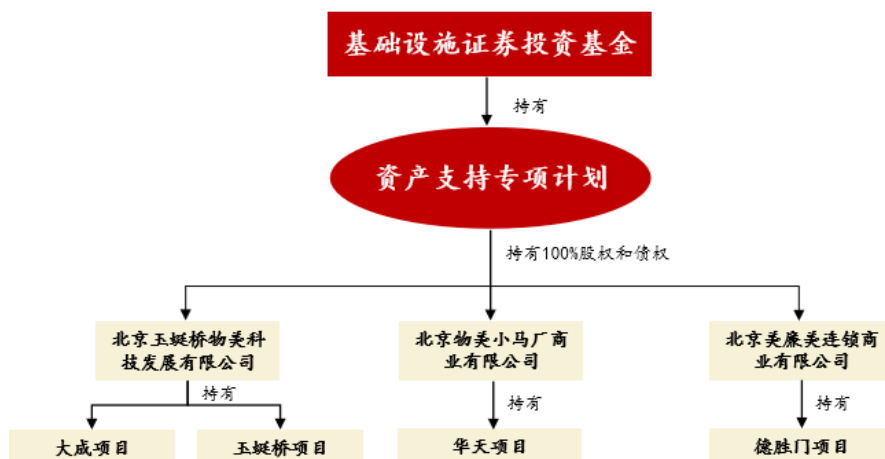 基础设施证券投资基金
持有
资产支持专项计划
持有100%股权和债权
北京玉蜓桥物美科
技发展有限公司
北京物美小马厂商
业有限公司
北京美廉美连锁商
业有限公司
持有
持有
持有
大成项目
玉蜓桥项目
华天项目
德胜门项目